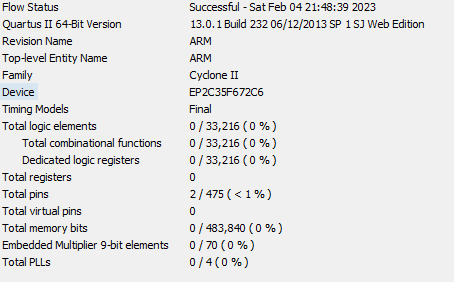 Flow Status Successful - Sat Feb 04 21:48:39 2023
Quartus II 64-Bit Version 13.0.1 Build 232 06/12/2013 SP 1 SJ Web Edition
Revision Name ARM
Top-level Entity Name ARM
Family Cyclone II
Device EP2C35F672C6
Timing Models Final
Total logic elements 0 / 33,216 ( 0 % )
Total combinational functions 0 / 33,216 ( 0 % )
Dedicated logic registers 0 / 33,216 ( 0 % )
Total registers 0
Total pins 2 / 475 ( < 1 % )
Total virtual pins 0
Total memory bits 0 / 483,840 ( 0 % )
Embedded Multiplier 9-bit elements 0 / 70 ( 0 % )
Total PLLs 0 / 4 ( 0 % )